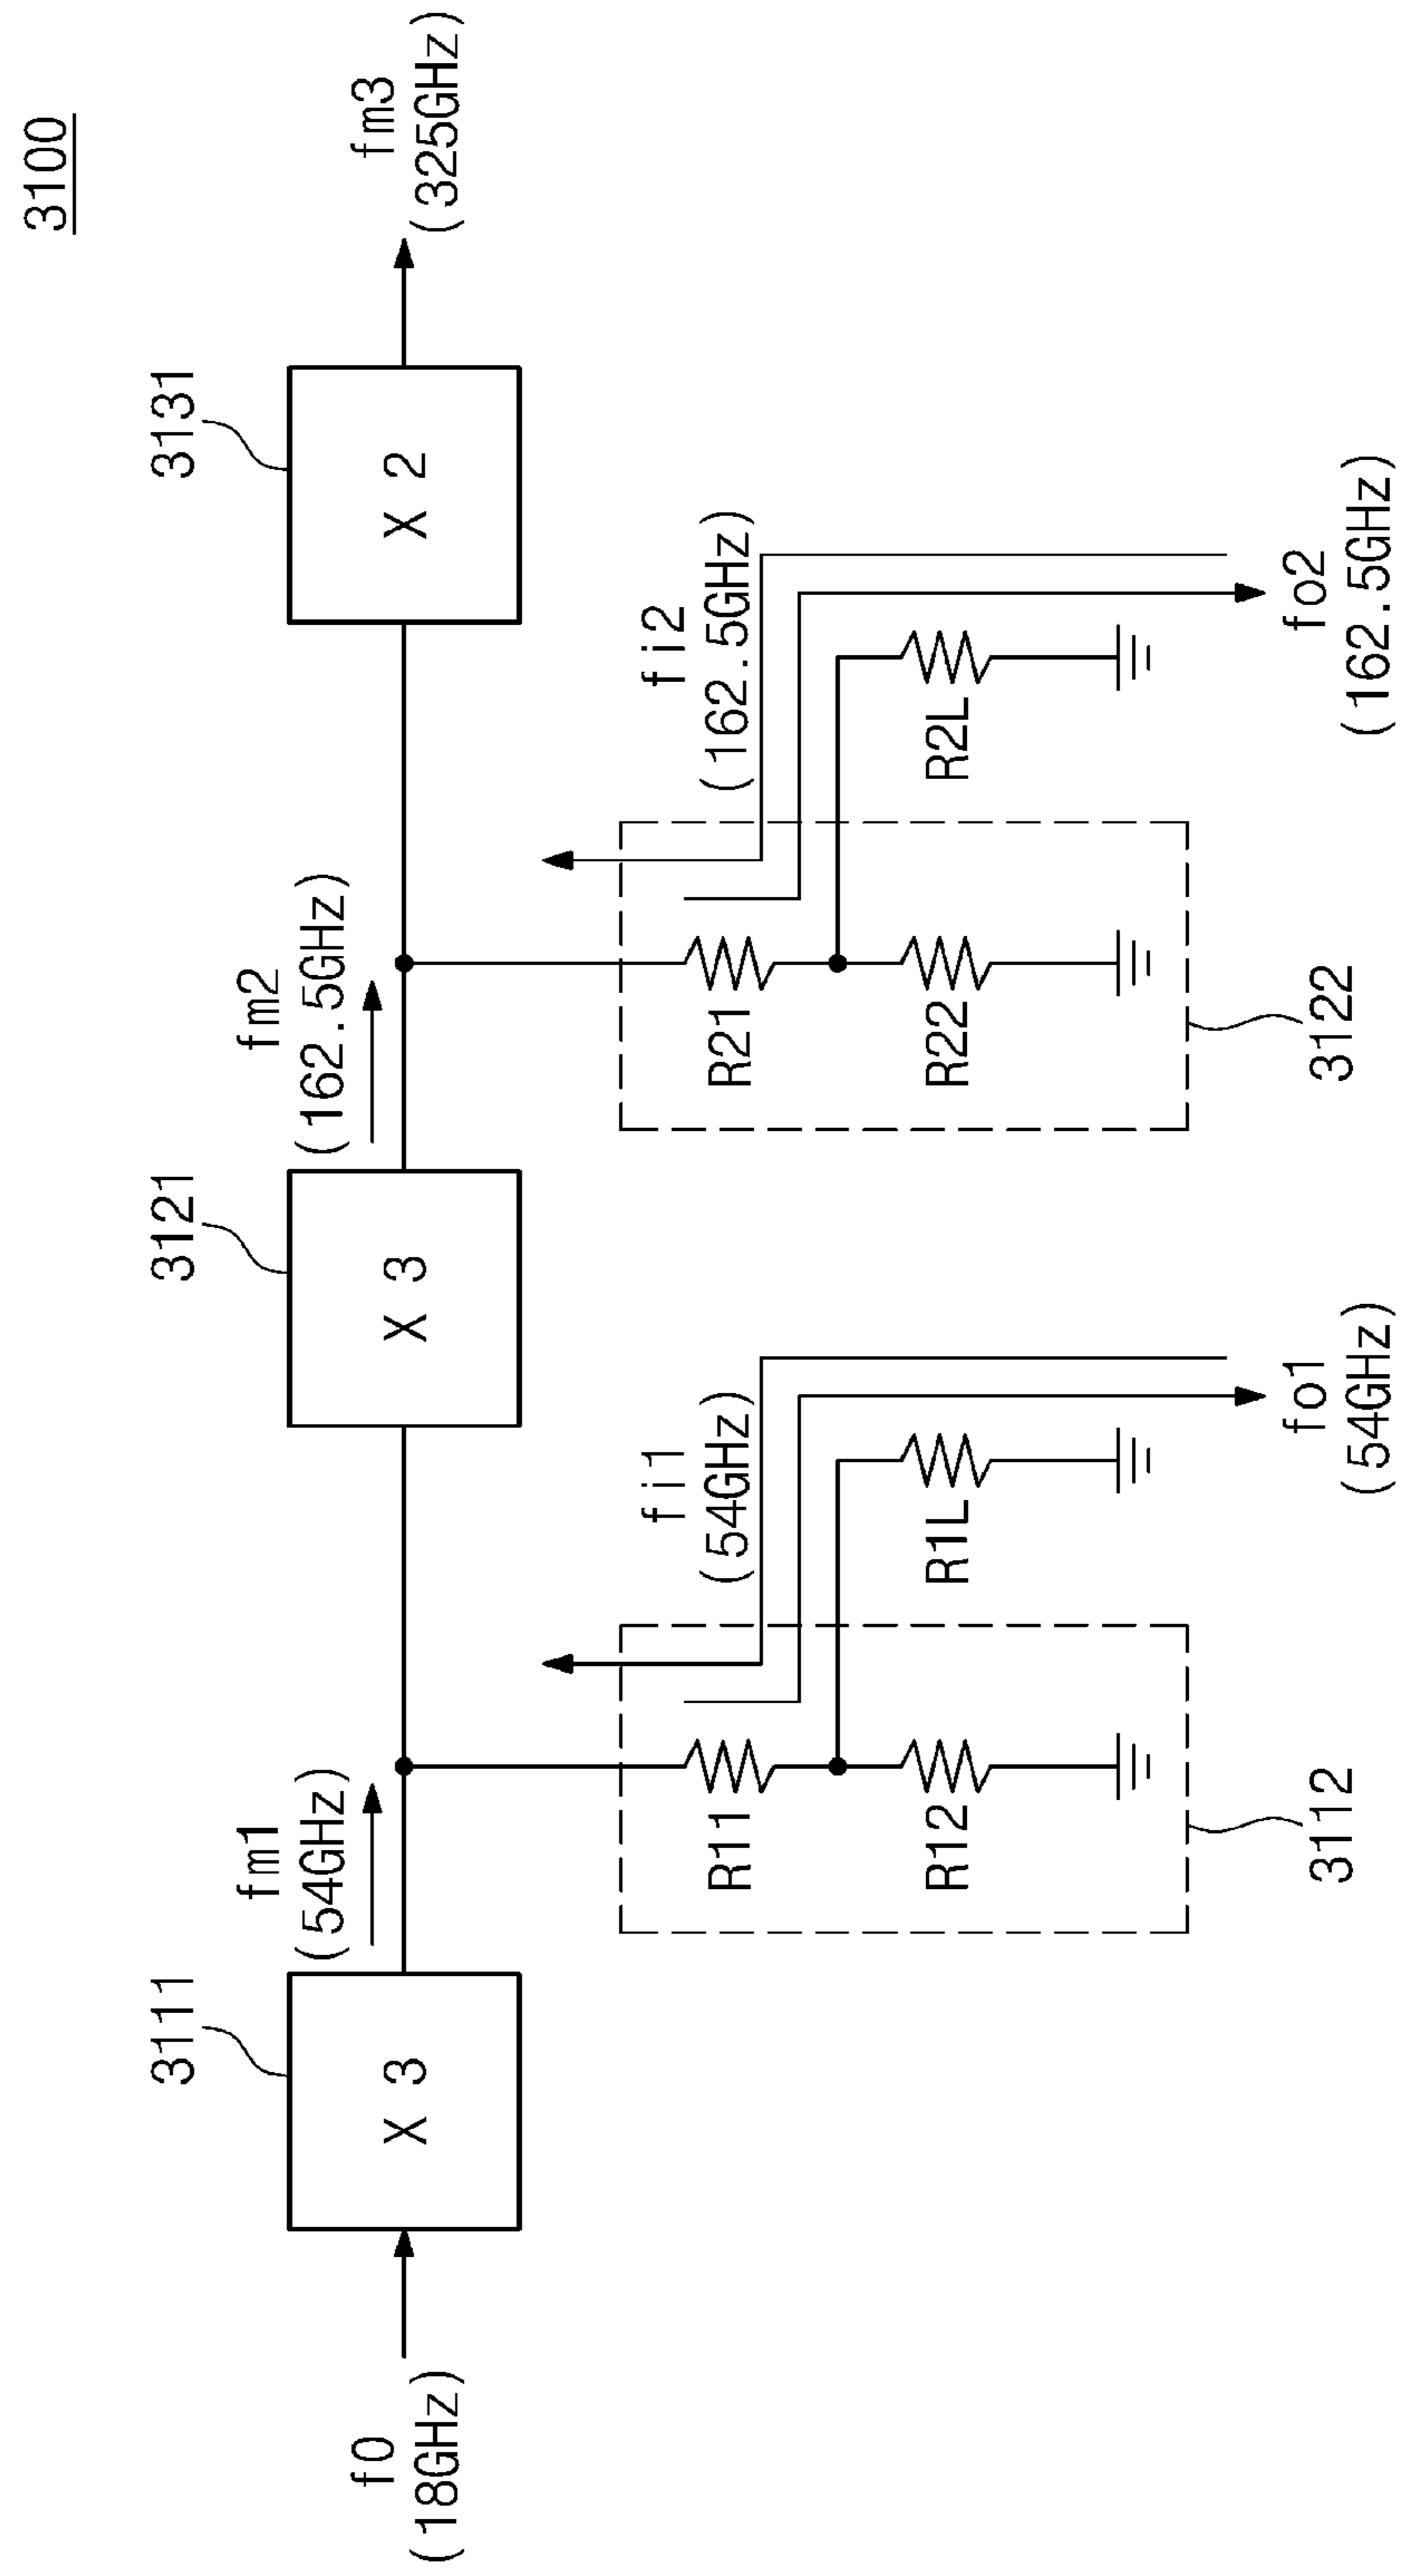 3100
3111
3121
3131
fm1
(54GHz)
fm2
(162.5GHz)
f0
(18GHz)
X 3
X 3
X 2
fm3
(325GHz)
fi1
(54GHz)
fi2
(162.5GHz)
R11
R21
R12
R1L
R22
R2L
3112
fo1
(54GHz)
3122
fo2
(162.5GHz)